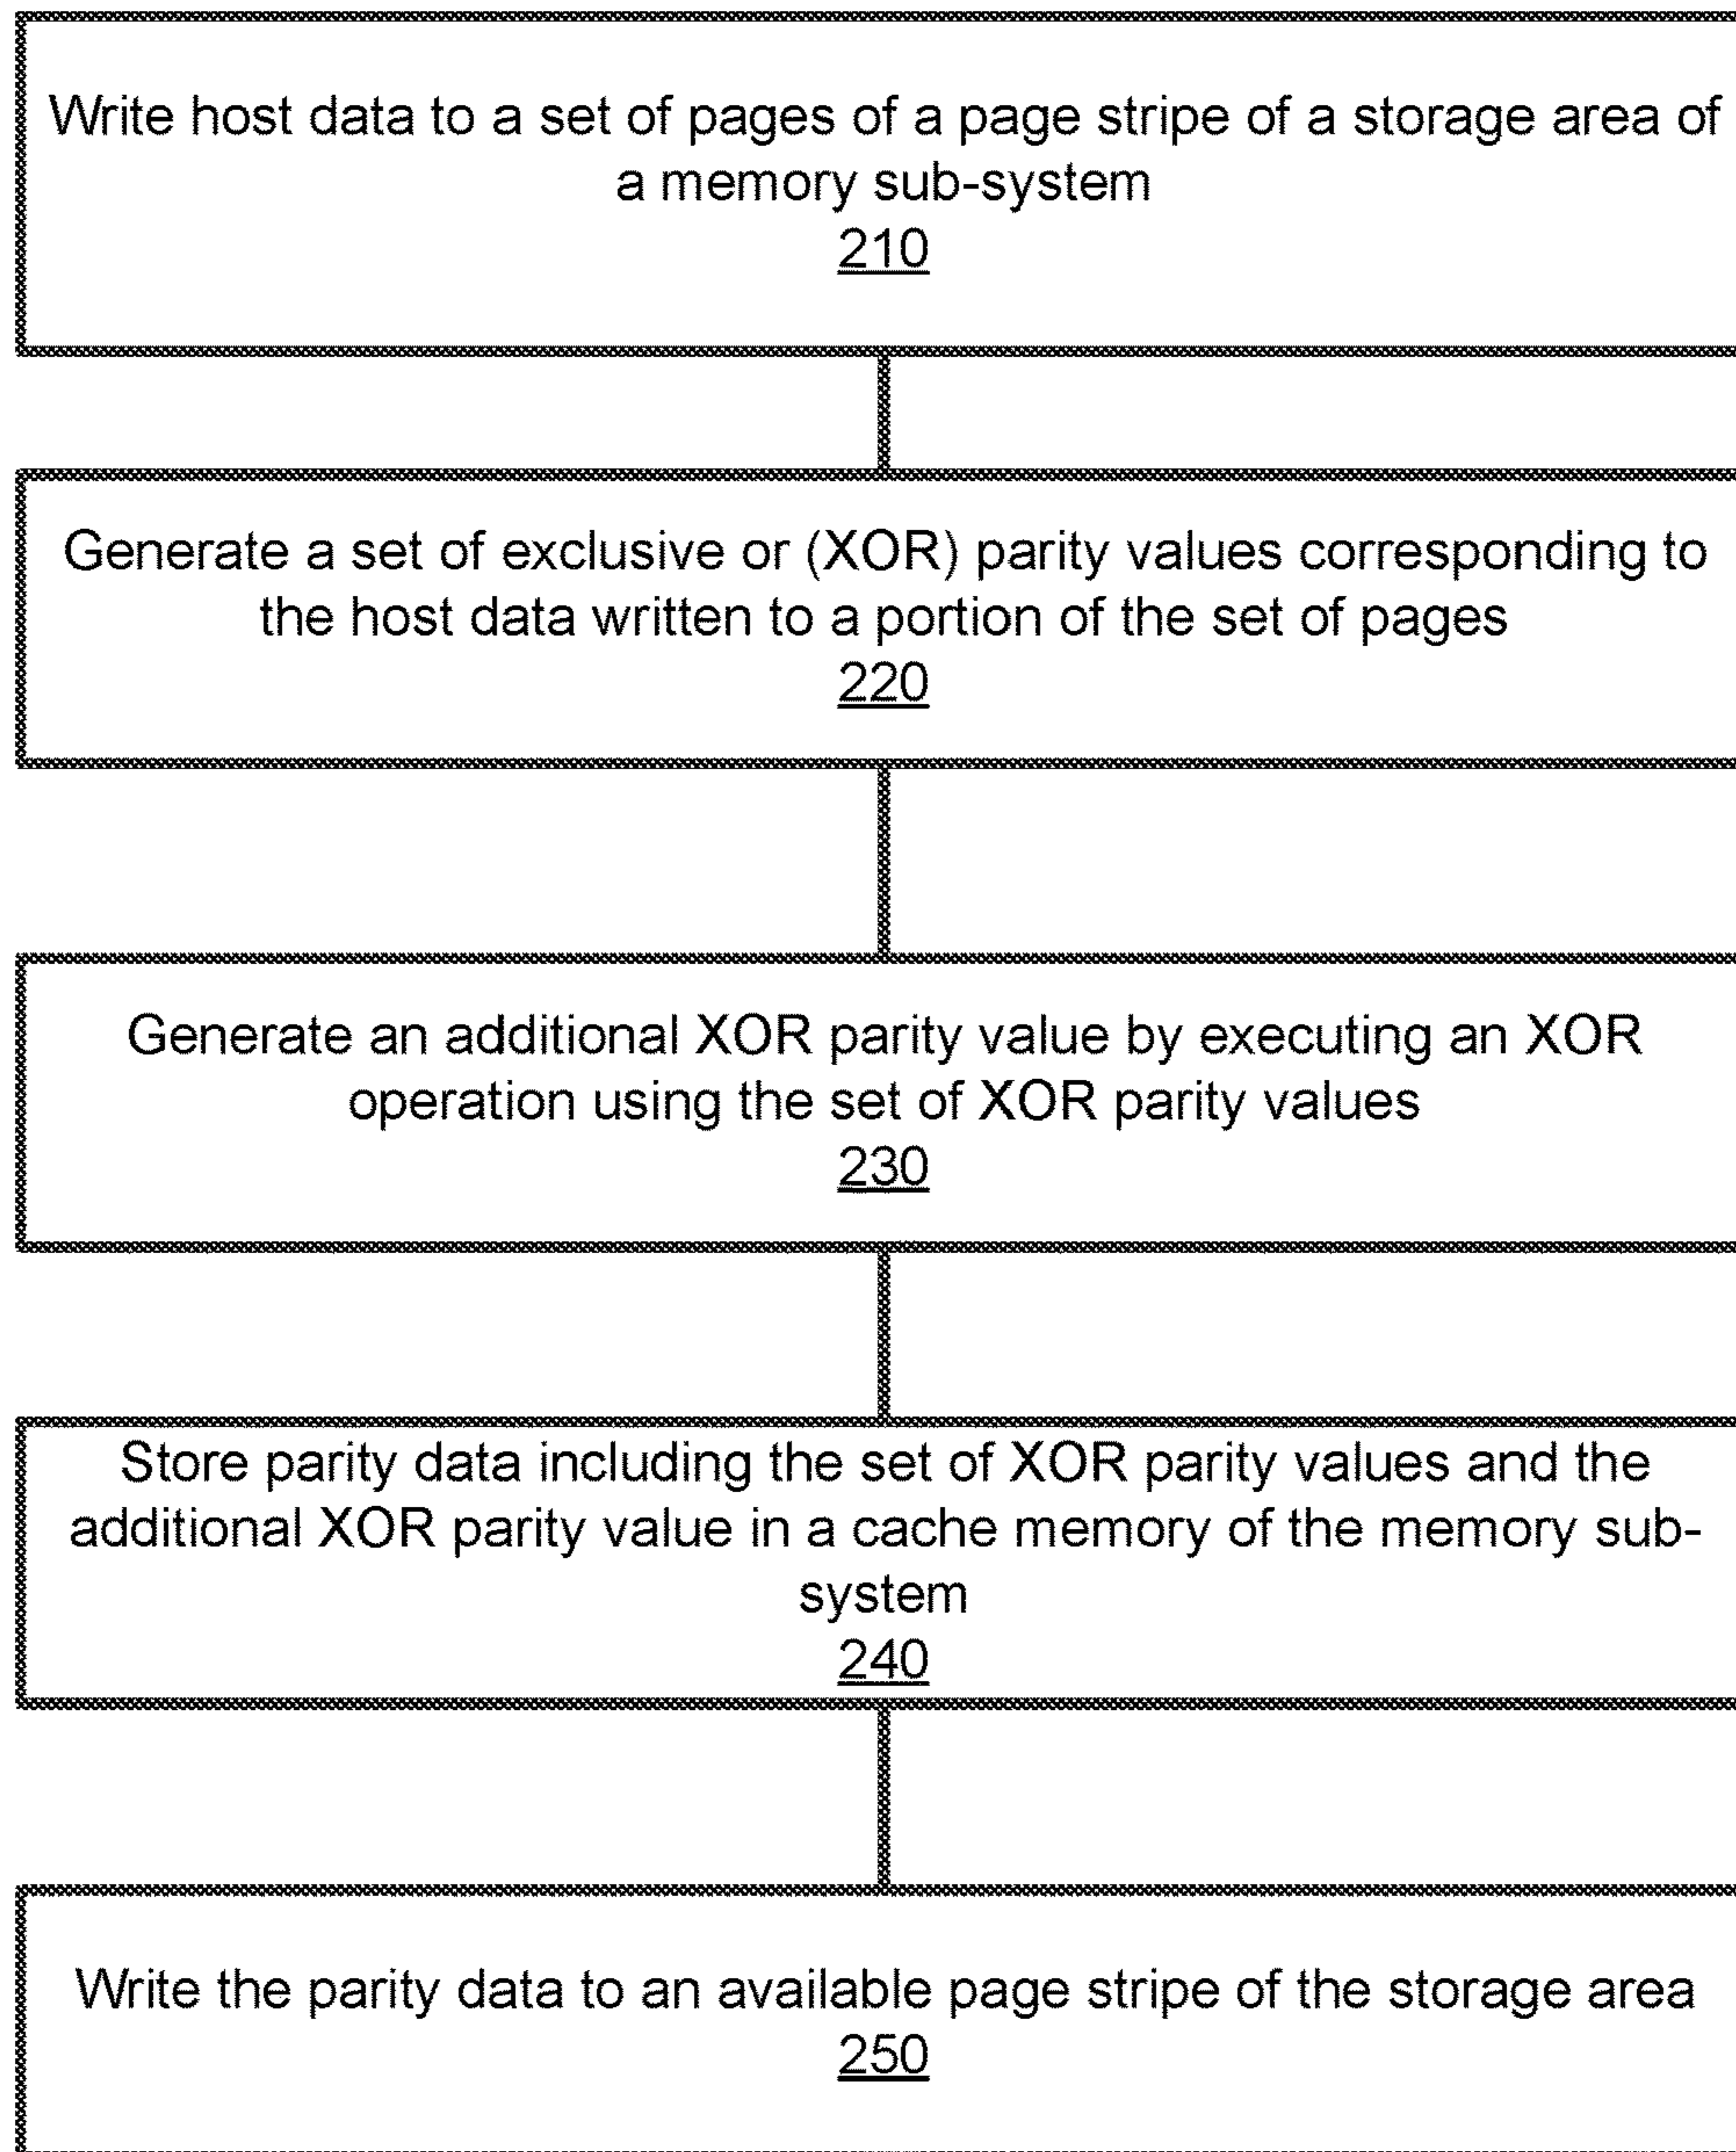 Write host data to a set of pages of a page stripe of a storage area of
a memory sub-system
210
Generate a set of exclusive or (XOR) parity values corresponding to
the host data written to a portion of the set of pages
220
Generate an additional XOR parity value by executing an XOR
operation using the set of XOR parity values
230
Store parity data including the set of XOR parity values and the
additional XOR parity value in a cache memory of the memory sub-
system
240
Write the parity data to an available page stripe of the storage area
250